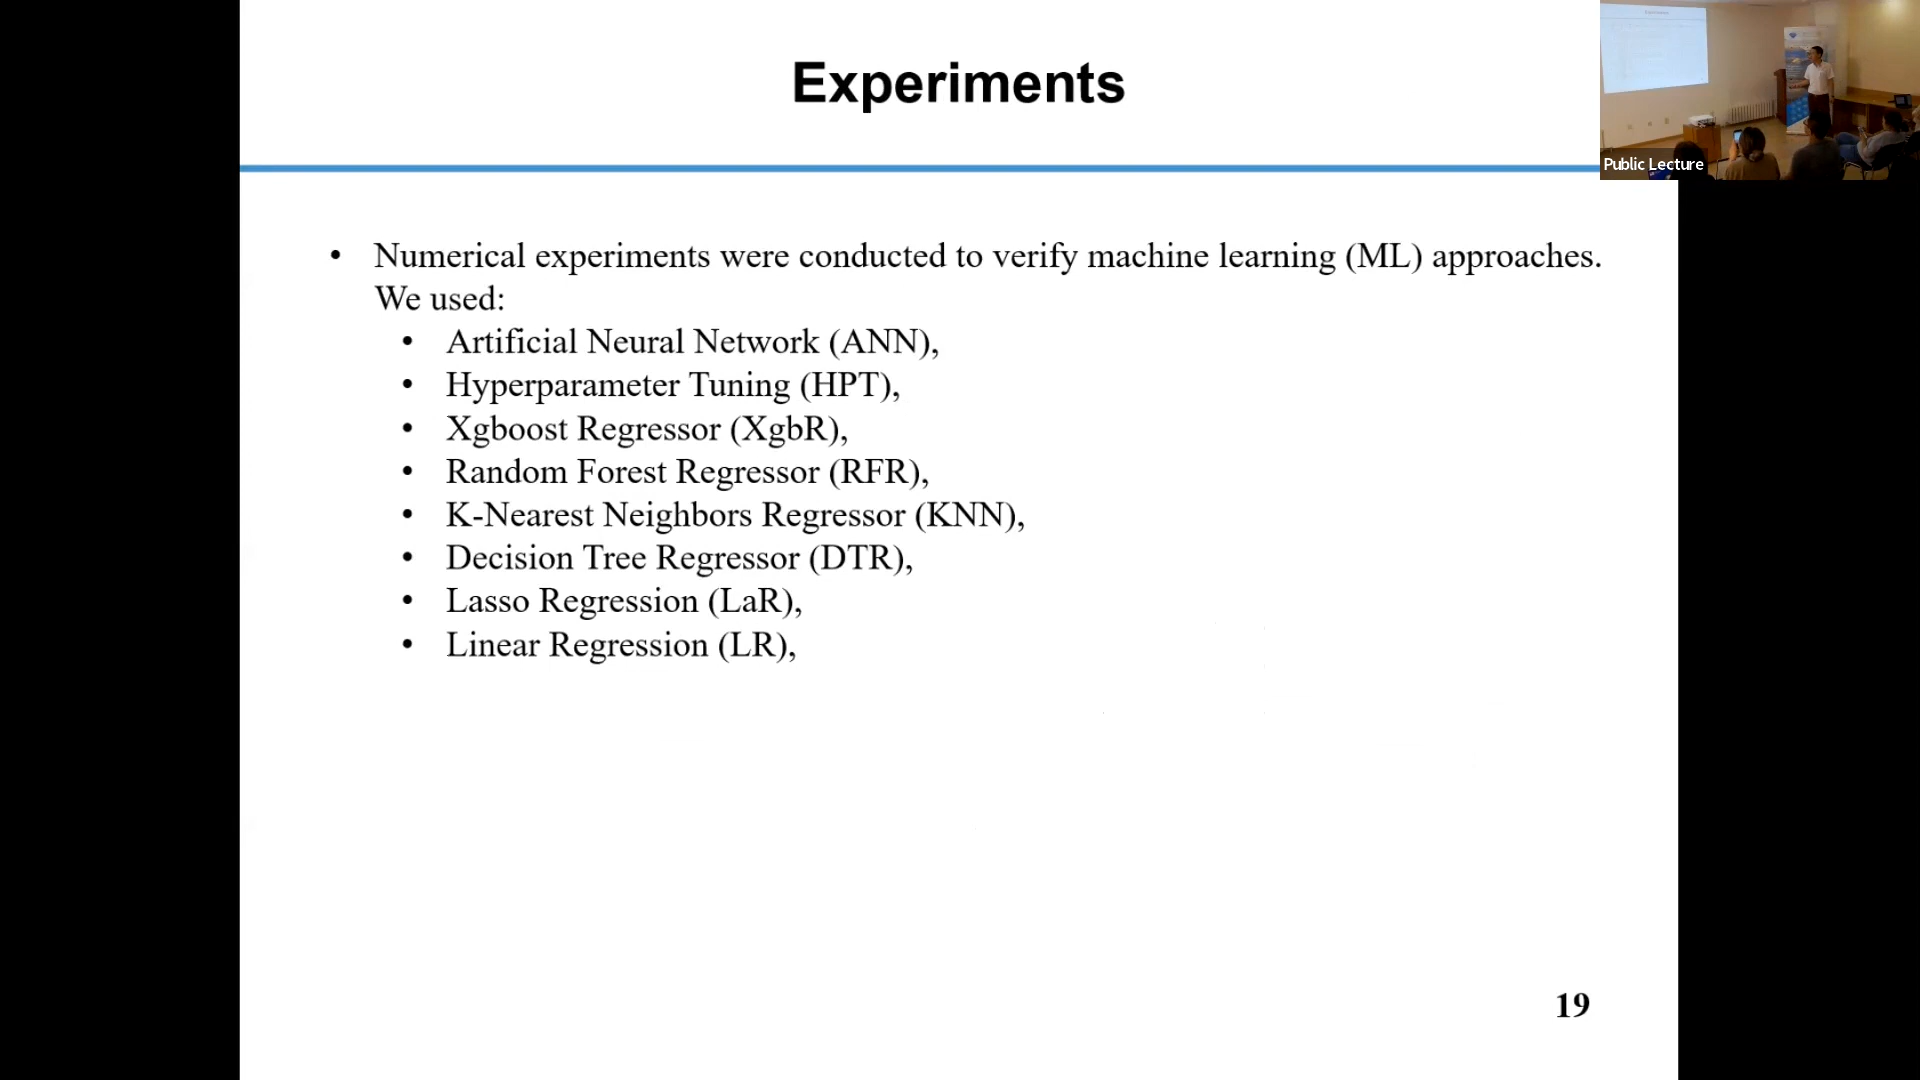 Experiments
Public Lecture
• Numerical experiments were conducted to verify machine learning (ML) approaches.
We used:
• Artificial Neural Network (ANN),
• Hyperparameter Tuning (HPT),
• Xgboost Regressor (XgbR),
• Random Forest Regressor (RFR),
• K-Nearest Neighbors Regressor (KNN),
• Decision Tree Regressor (DTR),
• Lasso Regression (LaR),
• Linear Regression (LR),
19